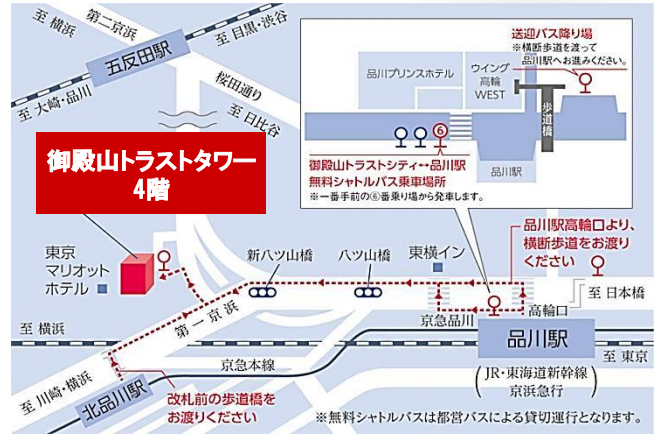 至 横浜
第二京浜
至 目黒・渋谷
五反田駅
桜田通り
至 大崎・品川
至 日比谷
送迎バス降り場
※横断歩道を渡って
品川駅へお進みください。
品川プリンスホテル
ウイング
高輪
WEST
歩道橋
⑥
御殿山トラストシティ↔品川駅
無料シャトルバス乗車場所
※一番手前の⑥番乗り場から発車します。
品川駅
御殿山トラストタワー
4階
東京
マリオット
ホテル
新八ツ山橋
八ツ山橋
東横イン
品川駅高輪口より、
横断歩道をお渡り
ください
至 日本橋
第一京浜
京急品川
高輪口
至 横浜
品川駅
至 東京
JR・東海道新幹線
京浜急行
京急本線
至 川崎・横浜
北品川駅
改札前の歩道橋を
お渡りください
※無料シャトルバスは都営バスによる貸切運行となります。